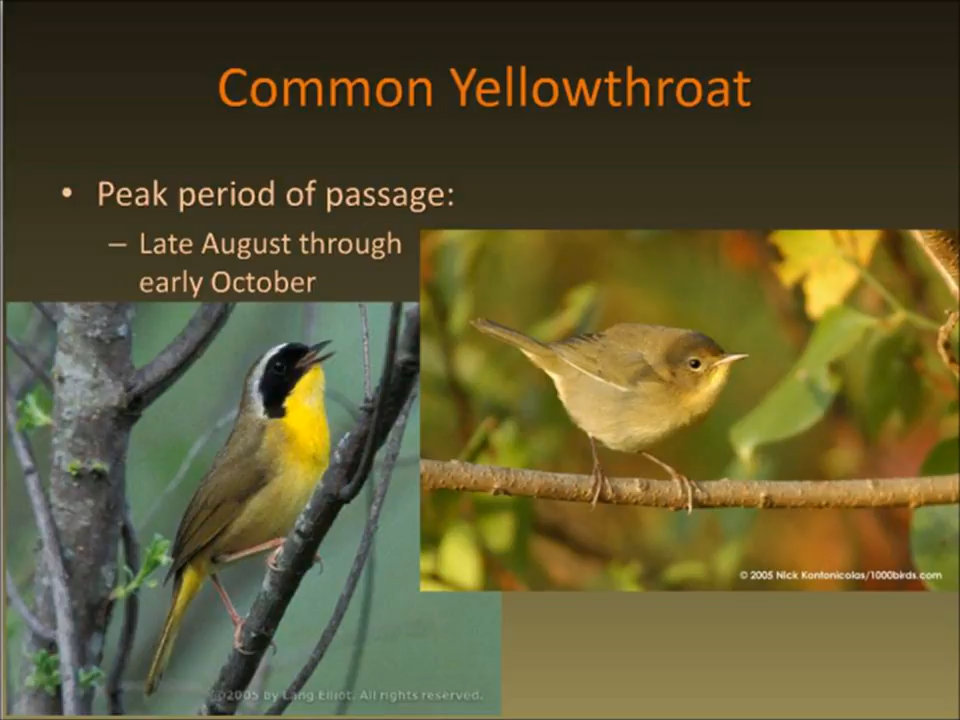 Common Yellowthroat
• Peak period of passage:
– Late August through
early October
© 2005 Nick Kontonicolas/1000birds.com
©2005 by Lang Elliot. All rights reserved.